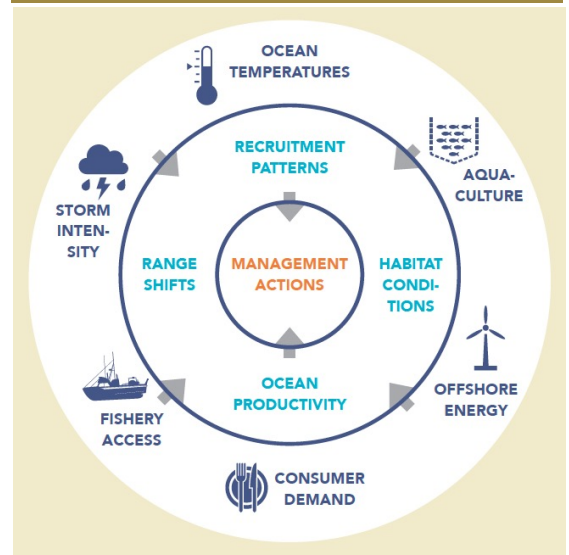 OCEAN
TEMPERATURES
RECRUITMENT
PATTERNS
AQUA-
CULTURE
STORM
INTEN-
SITY
RANGE
SHIFTS
MANAGEMENT
ACTIONS
HABITAT
CONDI-
TIONS
OCEAN
PRODUCTIVITY
OFFSHORE
ENERGY
FISHERY
ACCESS
CONSUMER
DEMAND